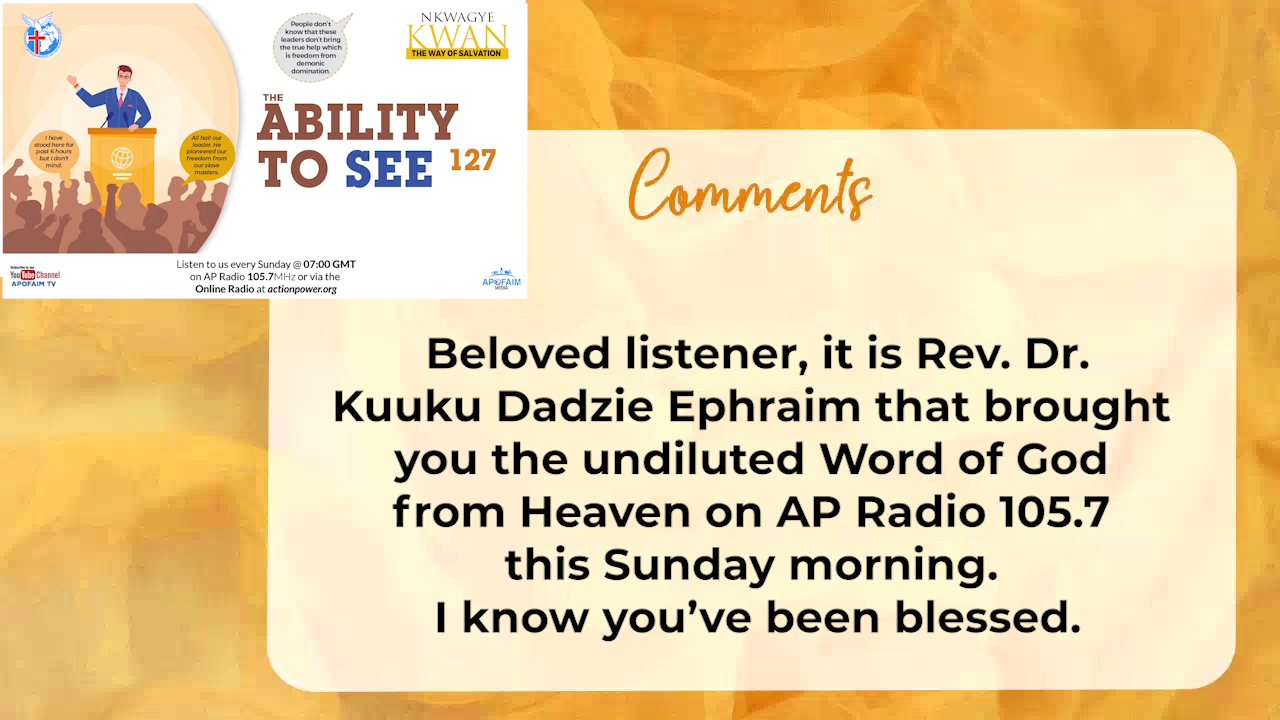 People don't
know that these
leaders don't bring
the true help which
is freedom from
demonic
domination.
NKWAGYE
KWAN
THE WAY OF SALVATION
THE
ABILITY
TO SEE 127
I have
stood here for
past 6 hours
but I don't
mind.
All hail our
leader. He
pioneered our
freedom from
our slave
masters.
Listen to us every Sunday @ 07:00 GMT
on AP Radio 105.7MHz or via the
Online Radio at actionpower.org
Subscribe to our
YouTube Channel
APOFAIM TV
APOFAIM
MEDIA
Comments
Beloved listener, it is Rev. Dr.
Kuuku Dadzie Ephraim that brought
you the undiluted Word of God
from Heaven on AP Radio 105.7
this Sunday morning.
I know you've been blessed.